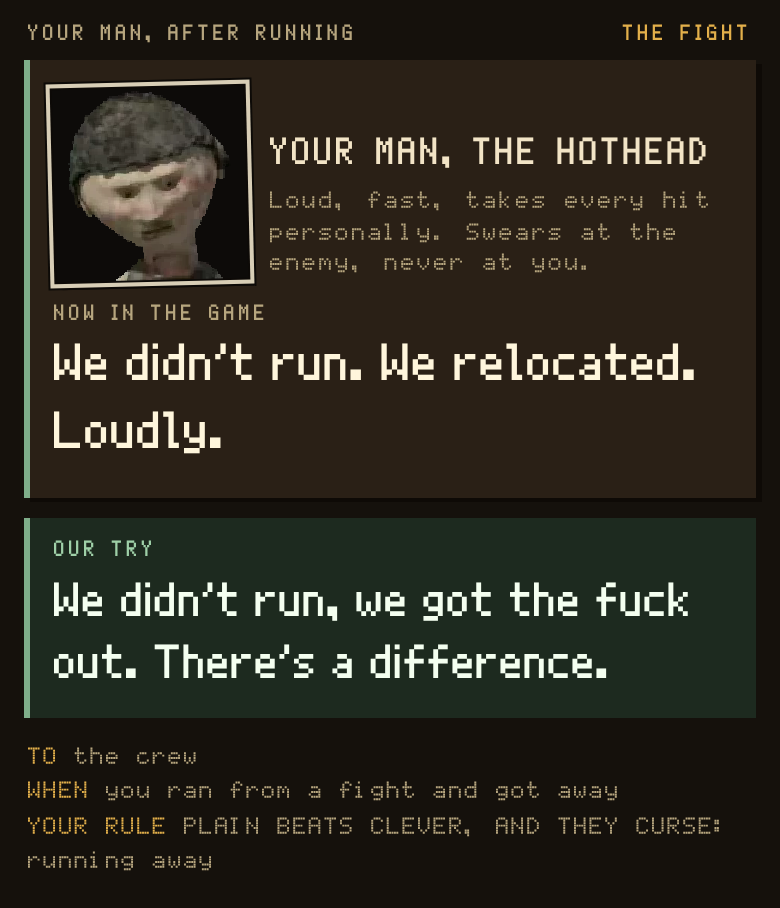 YOUR MAN, AFTER RUNNING
THE FIGHT
YOUR MAN, THE HOTHEAD
Loud, fast, takes every hit
personally. Swears at the
enemy, never at you.
NOW IN THE GAME
We didn't run. We relocated.
Loudly.
OUR TRY
We didn't run, we got the fuck
out. There's a difference.
TO the crew
WHEN you ran from a fight and got away
YOUR RULE PLAIN BEATS CLEVER, AND THEY CURSE:
running away